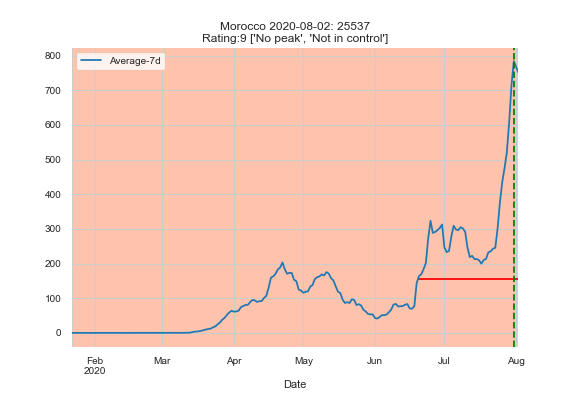 Morocco 2020-08-02: 25537
Rating:9 ['No peak', 'Not in control']
Average-7d
800
700
600
500
400
300
200
100
0
Feb Mar Apr May Jun Jul Aug
2020
Date